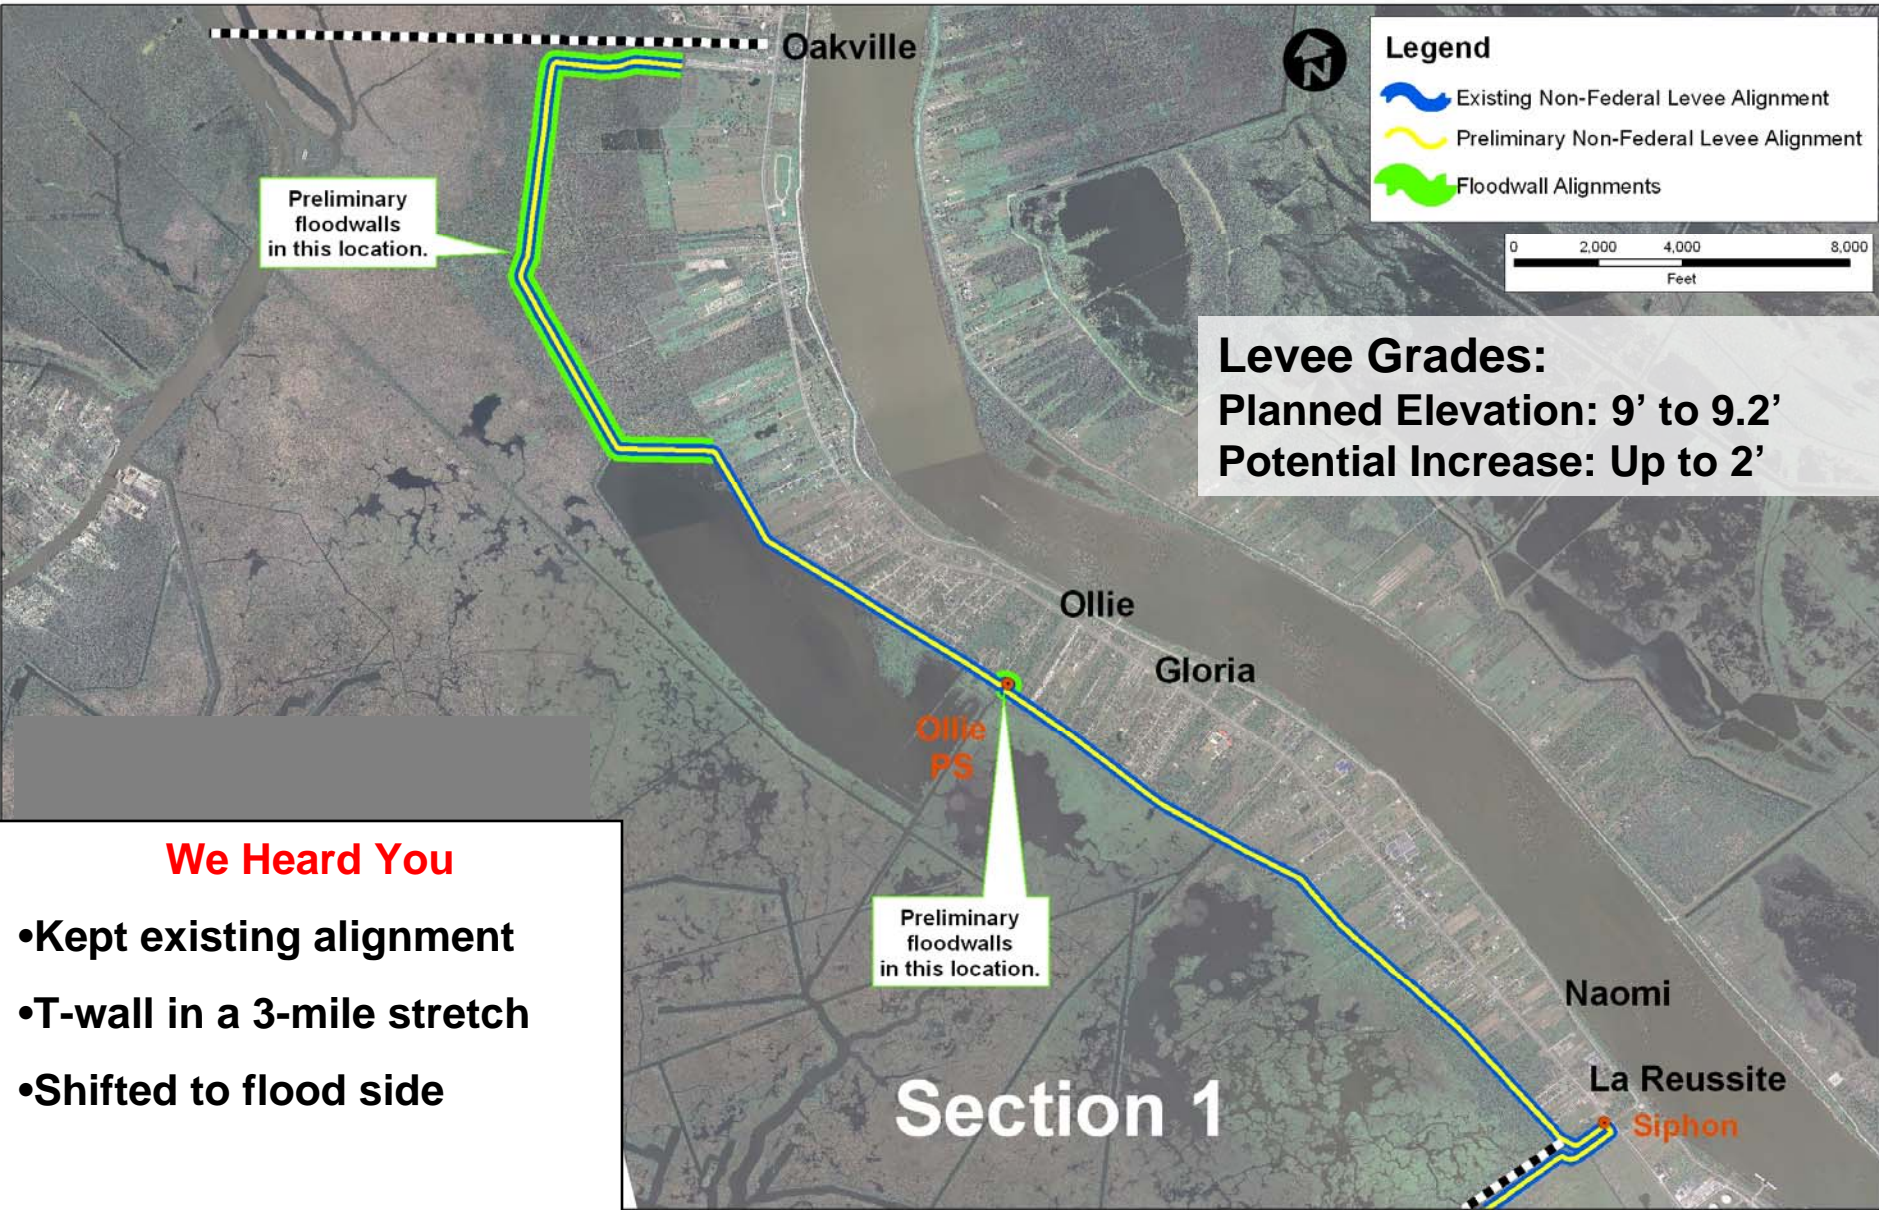 Oakville
N
Legend
Existing Non-Federal Levee Alignment
Preliminary Non-Federal Levee Alignment
Floodwall Alignments
0 2,000 4,000 8,000
Feet
Preliminary
floodwalls
in this location.
Levee Grades:
Planned Elevation: 9’ to 9.2’
Potential Increase: Up to 2’
Ollie
Gloria
Ollie
PS
We Heard You
•Kept existing alignment
•T-wall in a 3-mile stretch
•Shifted to flood side
Preliminary
floodwalls
in this location.
Naomi
La Reussite
Siphon
Section 1